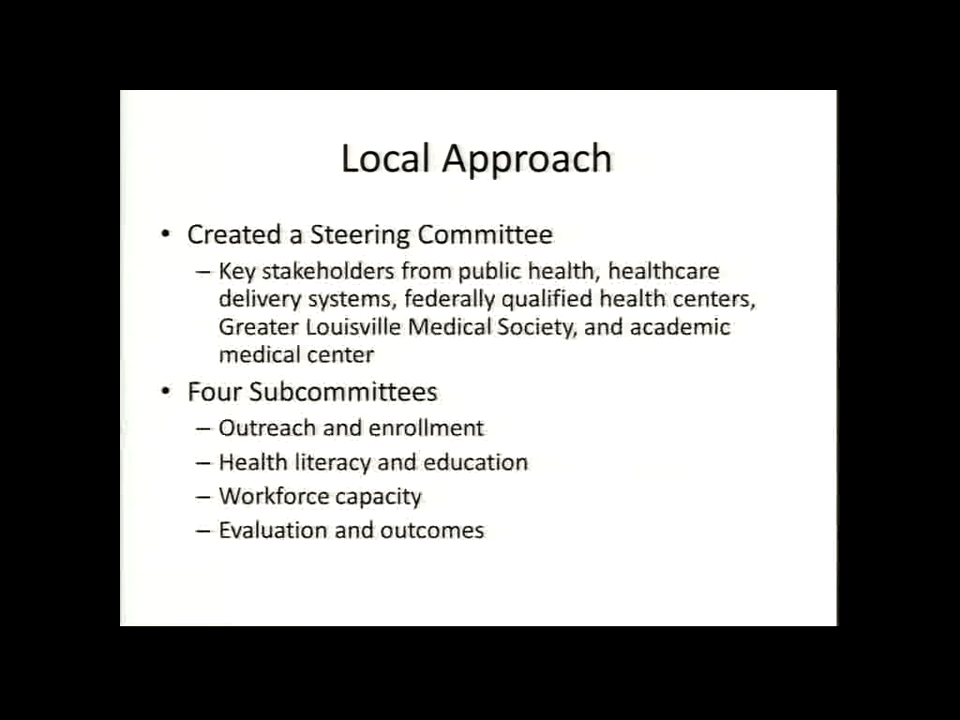 Local Approach
• Created a Steering Committee
– Key stakeholders from public health, healthcare
delivery systems, federally qualified health centers,
Greater Louisville Medical Society, and academic
medical center
• Four Subcommittees
– Outreach and enrollment
– Health literacy and education
– Workforce capacity
– Evaluation and outcomes